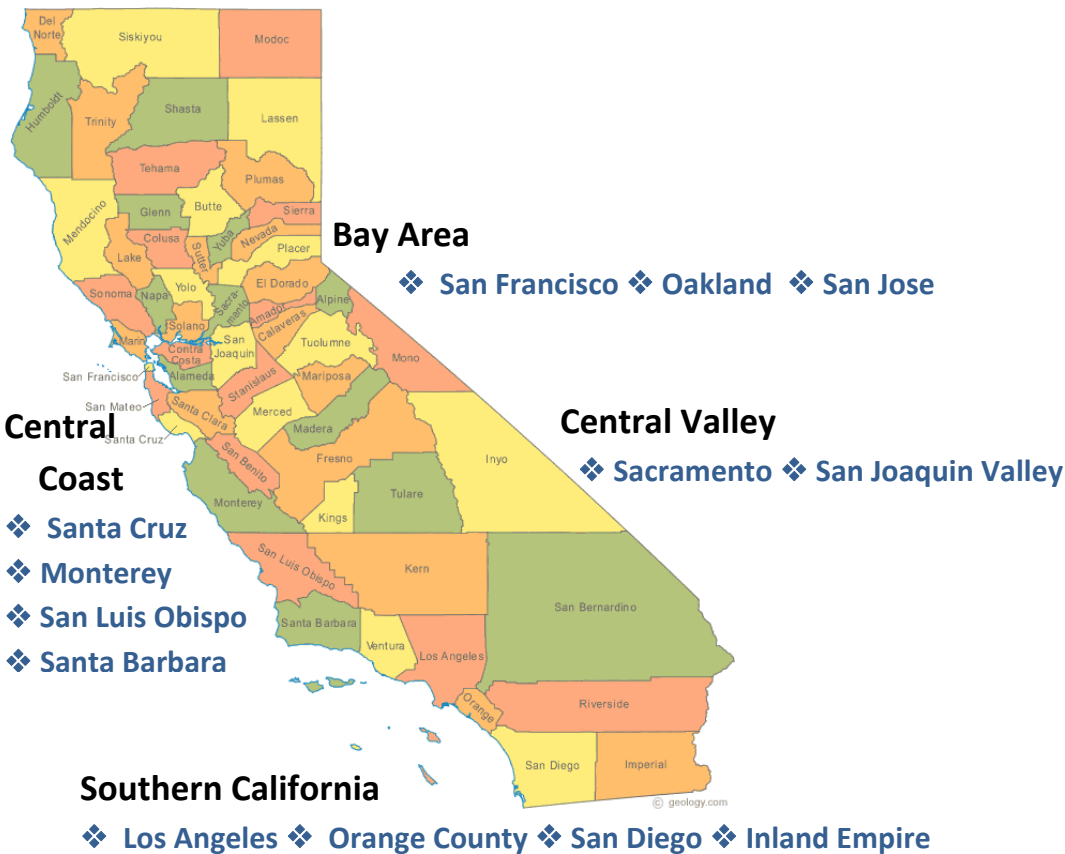 Del
Norte
Siskiyou
Modoc
Humboldt
Trinity
Shasta
Lassen
Tehama
Plumas
Mendocino
Glenn
Butte
Sierra
Colusa
Lake
Sutter
Yuba
Nevada
Placer
Bay Area
❖ San Francisco ❖ Oakland ❖ San Jose
Sonoma
Napa
Yolo
Sacra-
mento
El Dorado
Alpine
Amador
Solano
Calaveras
Marin
Contra
Costa
San
Joaquin
Tuolumne
Mono
San Francisco
Alameda
Stanislaus
Mariposa
San Mateo
Santa Clara
Merced
Madera
Santa Cruz
San Benito
Fresno
Inyo
Central Valley
❖ Sacramento ❖ San Joaquin Valley
Central
Coast
❖ Santa Cruz
❖ Monterey
❖ San Luis Obispo
❖ Santa Barbara
Monterey
Kings
Tulare
San Luis Obispo
Kern
San Bernardino
Santa Barbara
Ventura
Los Angeles
Orange
Riverside
San Diego
Imperial
© geology.com
Southern California
❖ Los Angeles ❖ Orange County ❖ San Diego ❖ Inland Empire